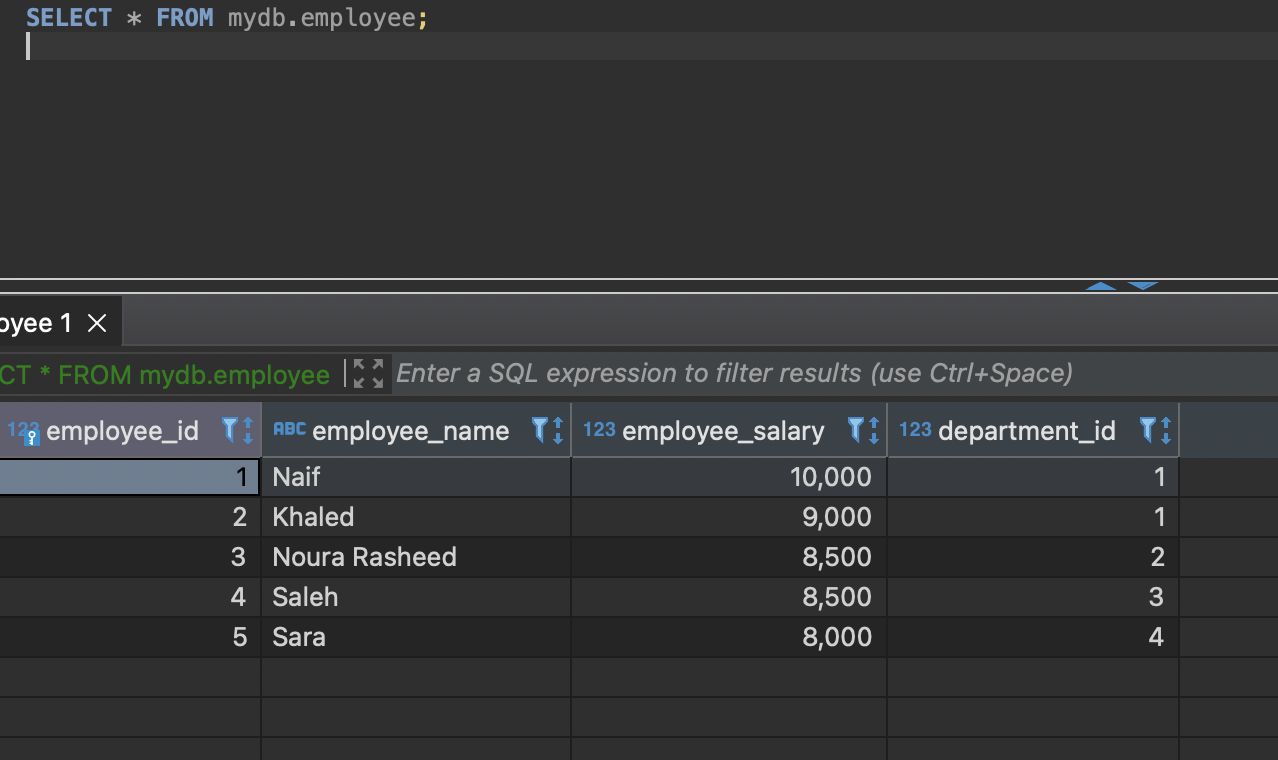 SELECT * FROM mydb.employee;
oyee 1
CT * FROM mydb.employee Enter a SQL expression to filter results (use Ctrl+Space)
123 employee_id ABC employee_name 123 employee_salary 123 department_id
1 Naif 10,000 1
2 Khaled 9,000 1
3 Noura Rasheed 8,500 2
4 Saleh 8,500 3
5 Sara 8,000 4